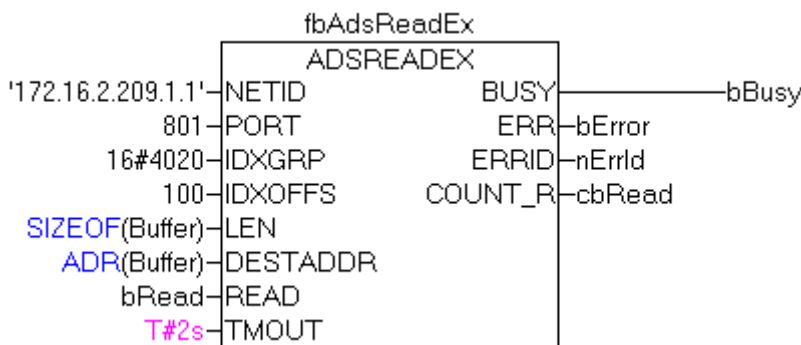 fbAdsReadEx
ADSREADEX
'172.16.2.209.1.1' NETID BUSY bBusy
801 PORT ERR bError
16#4020 IDXGRP ERRID nErrId
100 IDXOFFS COUNT_R cbRead
SIZEOF(Buffer) LEN
ADR(Buffer) DESTADDR
bRead READ
T#2s TMOUT